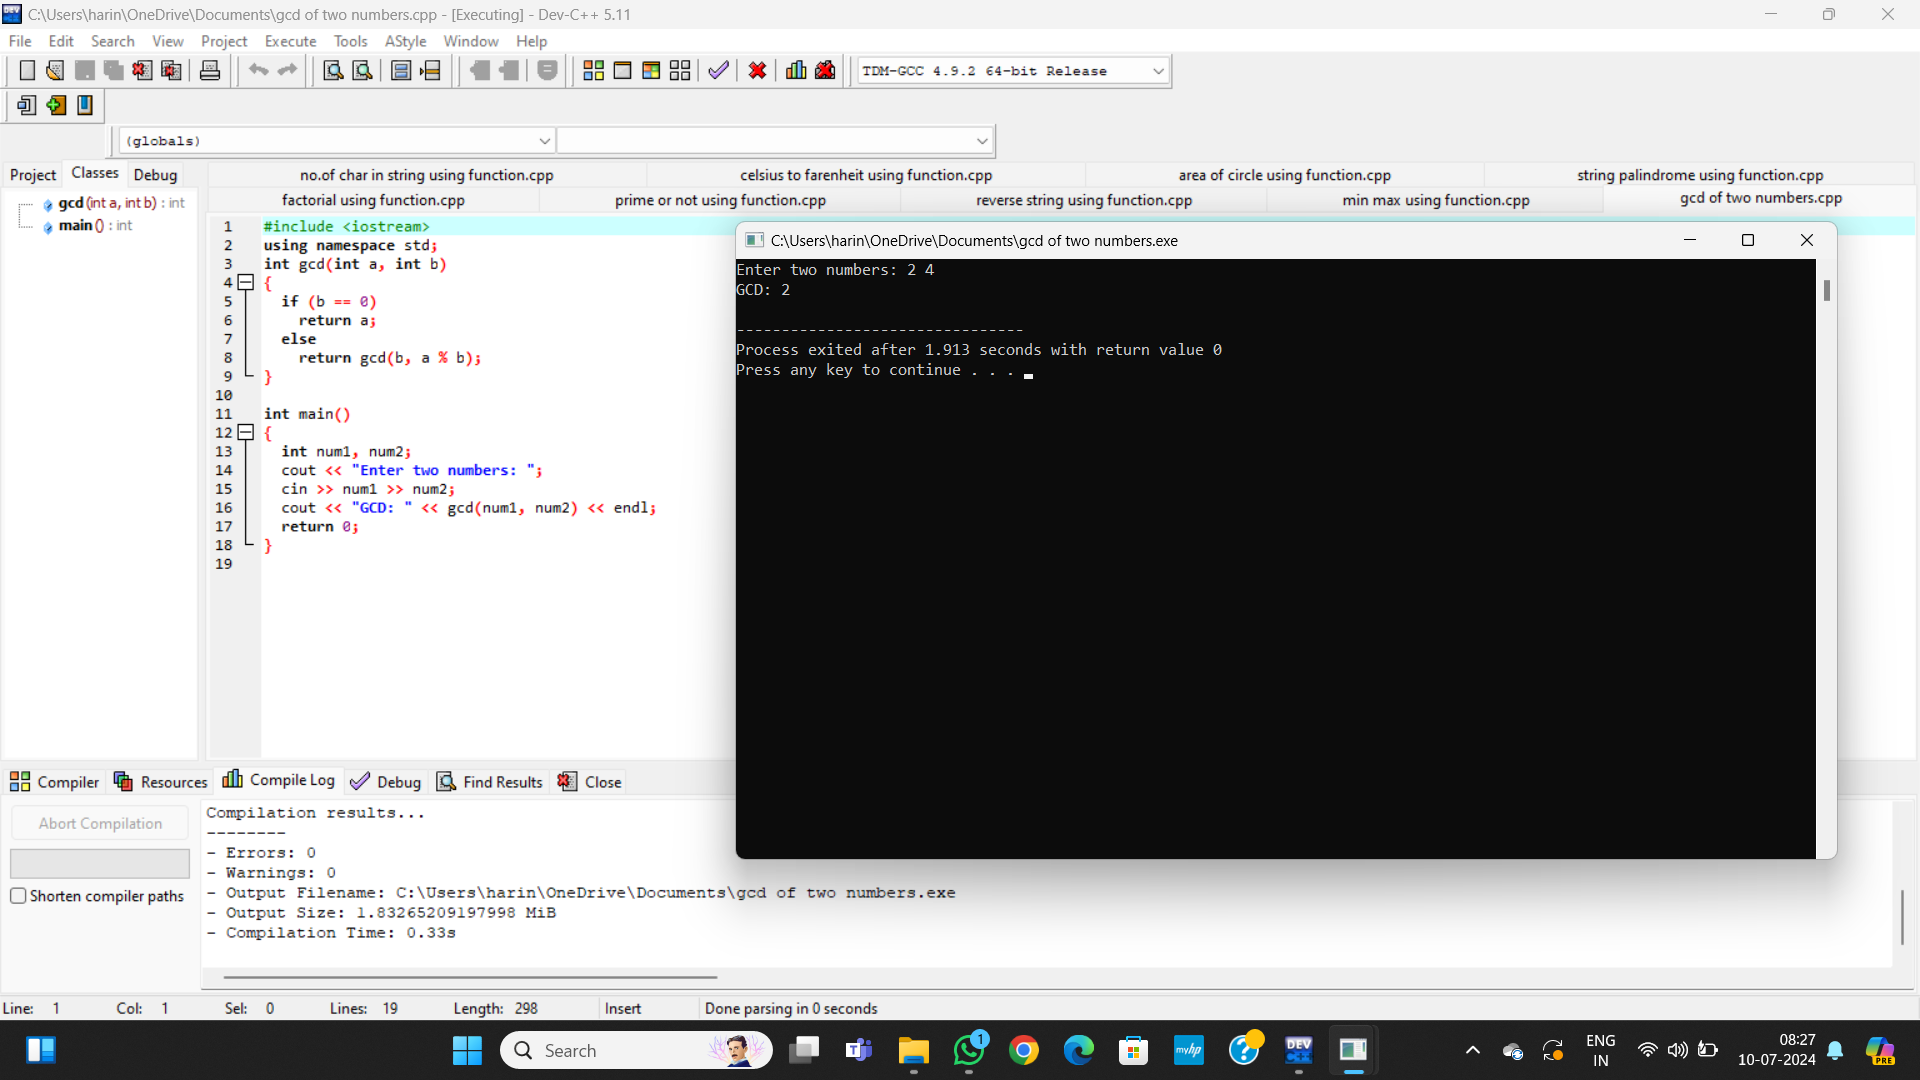 C:\Users\harin\OneDrive\Documents\gcd of two numbers.cpp - [Executing] - Dev-C++ 5.11
File Edit Search View Project Execute Tools AStyle Window Help
TDM-GCC 4.9.2 64-bit Release
(globals)
Project Classes Debug
no.of char in string using function.cpp celsius to farenheit using function.cpp area of circle using function.cpp string palindrome using function.cpp
factorial using function.cpp prime or not using function.cpp reverse string using function.cpp min max using function.cpp gcd of two numbers.cpp
gcd (int a, int b) : int
main () : int
1 #include <iostream>
2 using namespace std;
3 int gcd(int a, int b)
4 {
5 if (b == 0)
6 return a;
7 else
8 return gcd(b, a % b);
9 }
10
11 int main()
12 {
13 int num1, num2;
14 cout << "Enter two numbers: ";
15 cin >> num1 >> num2;
16 cout << "GCD: " << gcd(num1, num2) << endl;
17 return 0;
18 }
19
C:\Users\harin\OneDrive\Documents\gcd of two numbers.exe
Enter two numbers: 2 4
GCD: 2
--------------------------------
Process exited after 1.913 seconds with return value 0
Press any key to continue . . .
Compiler Resources Compile Log Debug Find Results Close
Abort Compilation
Shorten compiler paths
Compilation results...
--------
- Errors: 0
- Warnings: 0
- Output Filename: C:\Users\harin\OneDrive\Documents\gcd of two numbers.exe
- Output Size: 1.83265209197998 MiB
- Compilation Time: 0.33s
Line: 1 Col: 1 Sel: 0 Lines: 19 Length: 298 Insert Done parsing in 0 seconds
Search
1
myhp
DEV
C++
ENG
IN
08:27
10-07-2024
PRE